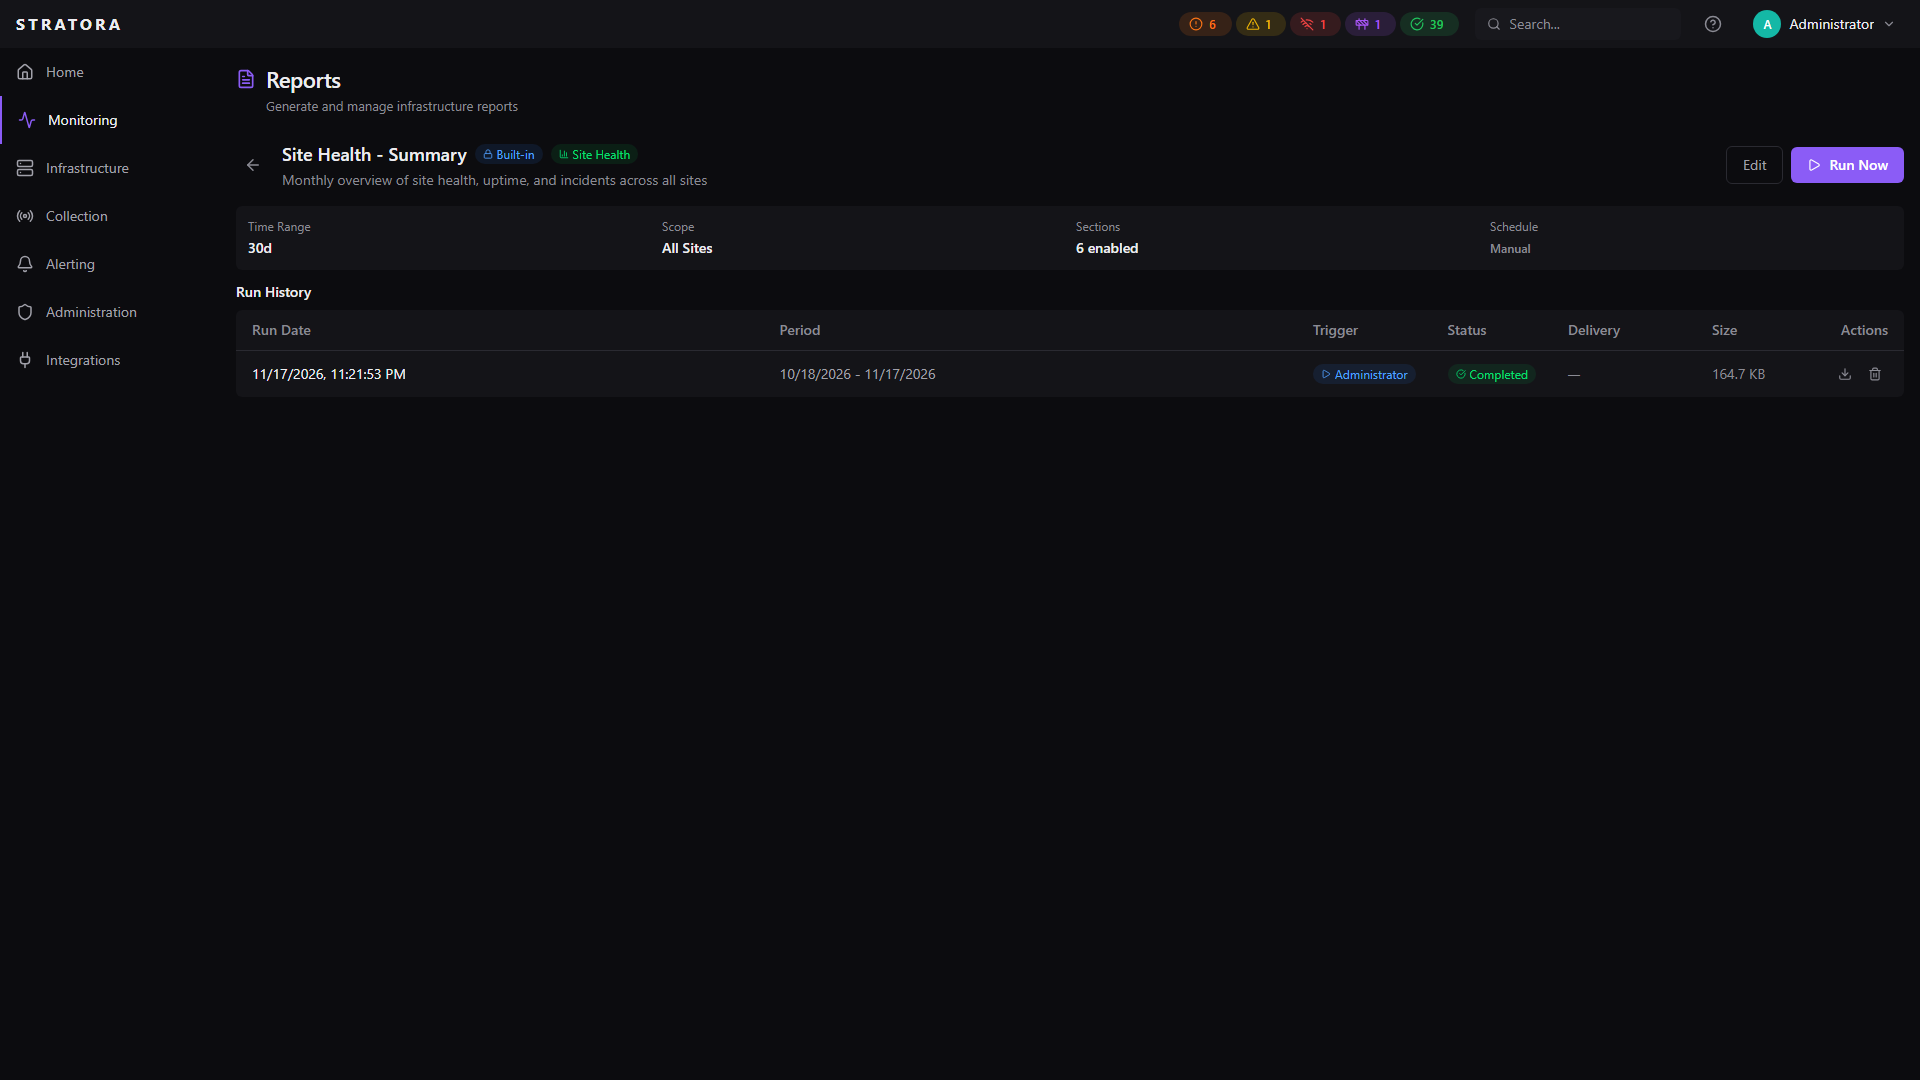 STRATORA
6
1
1
1
39
Search...
A
Administrator
Home
Monitoring
Infrastructure
Collection
Alerting
Administration
Integrations
Reports
Generate and manage infrastructure reports
Site Health - Summary
Built-in
Site Health
Monthly overview of site health, uptime, and incidents across all sites
Edit
Run Now
Time Range
30d
Scope
All Sites
Sections
6 enabled
Schedule
Manual
Run History
Run Date
Period
Trigger
Status
Delivery
Size
Actions
11/17/2026, 11:21:53 PM
10/18/2026 - 11/17/2026
Administrator
Completed
—
164.7 KB